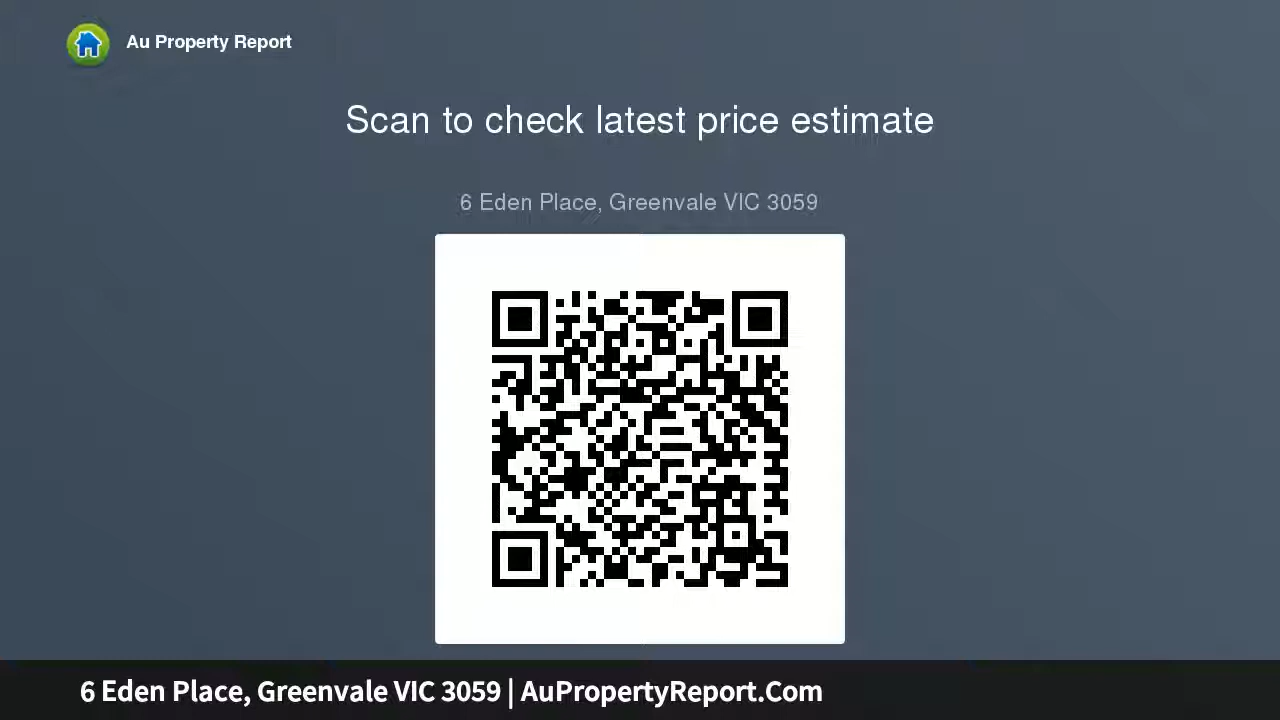 Au Property Report
Scan to check latest price estimate
6 Eden Place, Greenvale VIC 3059
6 Eden Place, Greenvale VIC 3059 | AuPropertyReport.Com